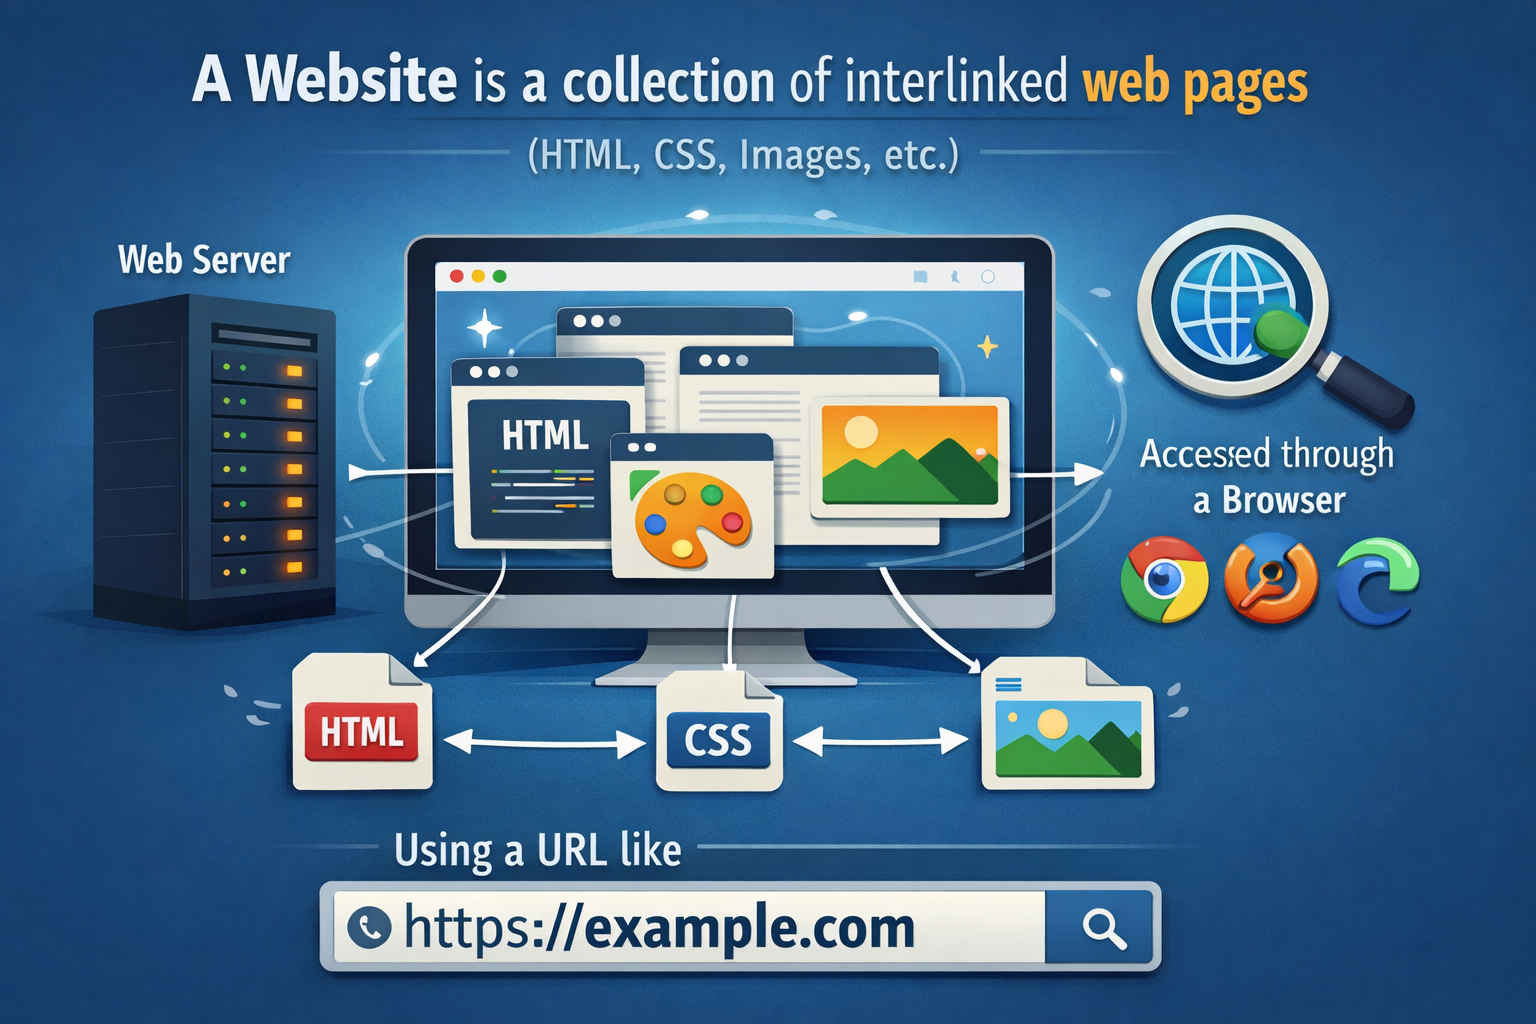 A Website is a collection of interlinked web pages
(HTML, CSS, Images, etc.)
Web Server
HTML
Accessed through
a Browser
HTML
CSS
Using a URL like
https://example.com